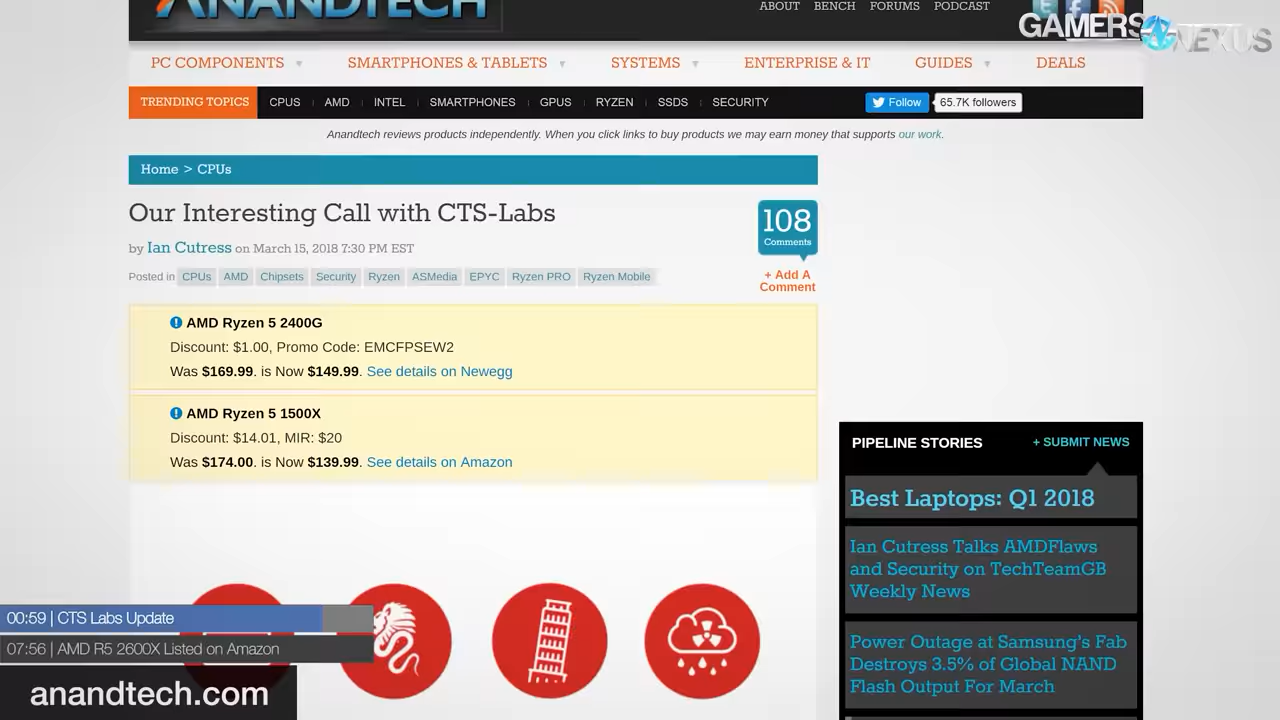 ANANDTECH
ABOUT BENCH FORUMS PODCAST
GAMERS NEXUS
PC COMPONENTS SMARTPHONES & TABLETS SYSTEMS ENTERPRISE & IT GUIDES DEALS
TRENDING TOPICS CPUS AMD INTEL SMARTPHONES GPUS RYZEN SSDS SECURITY Follow 65.7K followers
Anandtech reviews products independently. When you click links to buy products we may earn money that supports our work.
Home > CPUs
Our Interesting Call with CTS-Labs
by Ian Cutress on March 15, 2018 7:30 PM EST
Posted in CPUs AMD Chipsets Security Ryzen ASMedia EPYC Ryzen PRO Ryzen Mobile
108
Comments
+ Add A
Comment
AMD Ryzen 5 2400G
Discount: $1.00, Promo Code: EMCFPSEW2
Was $169.99. is Now $149.99. See details on Newegg
AMD Ryzen 5 1500X
Discount: $14.01, MIR: $20
Was $174.00. is Now $139.99. See details on Amazon
PIPELINE STORIES + SUBMIT NEWS
Best Laptops: Q1 2018
Ian Cutress Talks AMDFlaws
and Security on TechTeamGB
Weekly News
Power Outage at Samsung's Fab
Destroys 3.5% of Global NAND
Flash Output For March
00:59 | CTS Labs Update
07:56 | AMD R5 2600X Listed on Amazon
anandtech.com